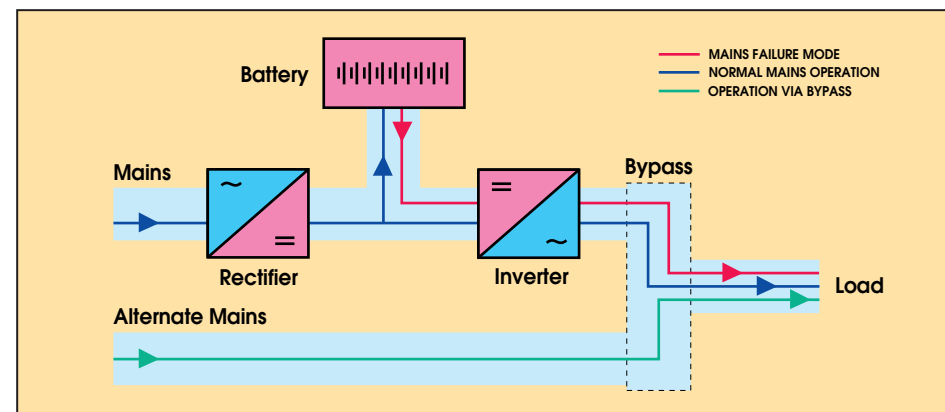 Battery
MAINS FAILURE MODE
NORMAL MAINS OPERATION
OPERATION VIA BYPASS
Mains
Bypass
Rectifier
Inverter
Load
Alternate Mains